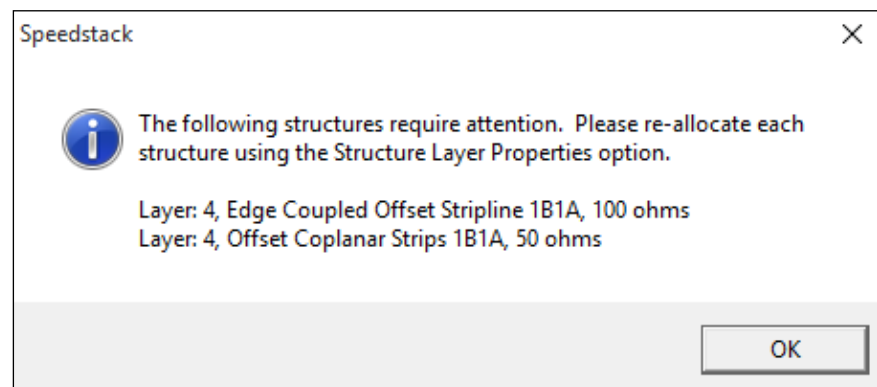 Speedstack
The following structures require attention.  Please re-allocate each
structure using the Structure Layer Properties option.
Layer: 4, Edge Coupled Offset Stripline 1B1A, 100 ohms
Layer: 4, Offset Coplanar Strips 1B1A, 50 ohms
OK